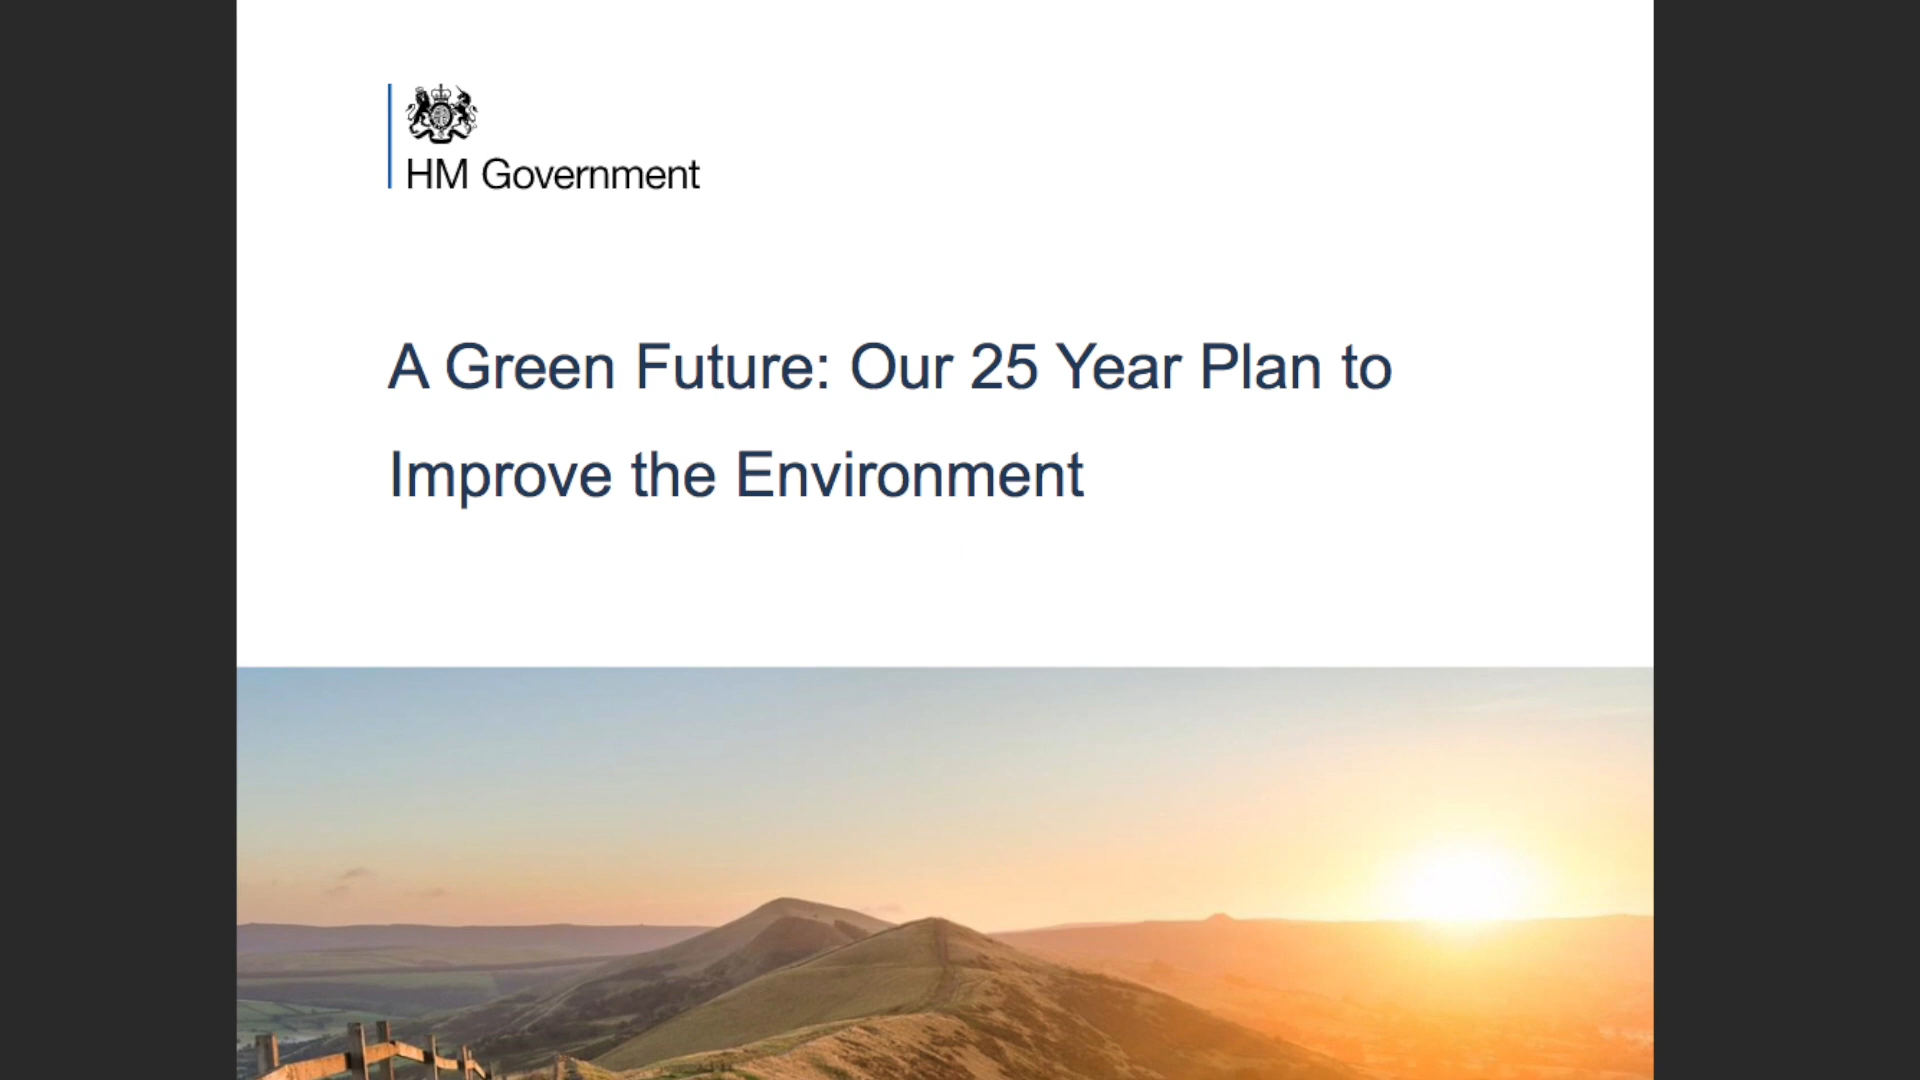 HM Government
A Green Future: Our 25 Year Plan to
Improve the Environment